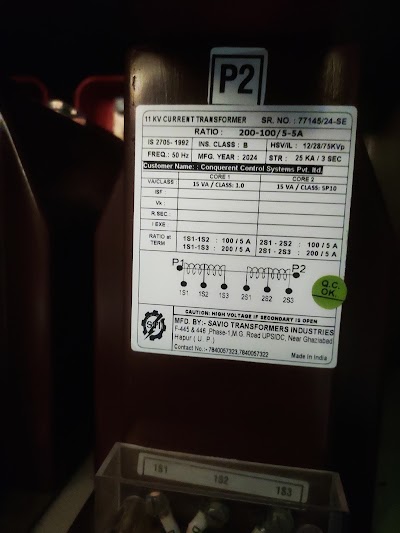 P2
11 KV CURRENT TRANSFORMER SR. NO. : 77145/24-SE
RATIO : 200-100/5-5A
IS 2705- 1992 INS. CLASS : B HSV/IL : 12/28/75KVp
FREQ.: 50 Hz MFG. YEAR : 2024 STR : 25 KA / 3 SEC
Customer Name: : Conquerent Control Systems Pvt. ltd.
CORE 1 CORE 2
VA/CLASS 15 VA / CLASS: 1.0 15 VA / CLASS: 5P10
ISF
Vk :
R.SEC :
I EXE
RATIO at TERM 1S1-1S2 : 100 / 5 A 2S1 - 2S2 : 100 / 5 A
1S1-1S3 : 200 / 5 A 2S1 - 2S3 : 200 / 5 A
P1 P2
1S1 1S2 1S3 2S1 2S2 2S3
Q.C. OK.
CAUTION: HIGH VOLTAGE IF SECONDARY IS OPEN
MFD. BY:- SAVIO TRANSFORMERS INDUSTRIES
F-445 & 446 ,Phase-1,M.G. Road UPSIDC, Near Ghaziabad
Hapur ( U . P. )
Contact No.:- 7840057323,7840057322 Made in India
1S1 1S2 1S3